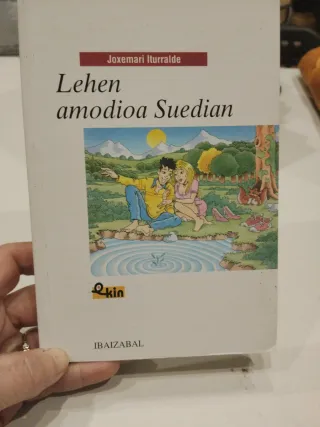 Joxemari Iturralde
Lehen
amodioa Suedian
ekin
IBAIZABAL